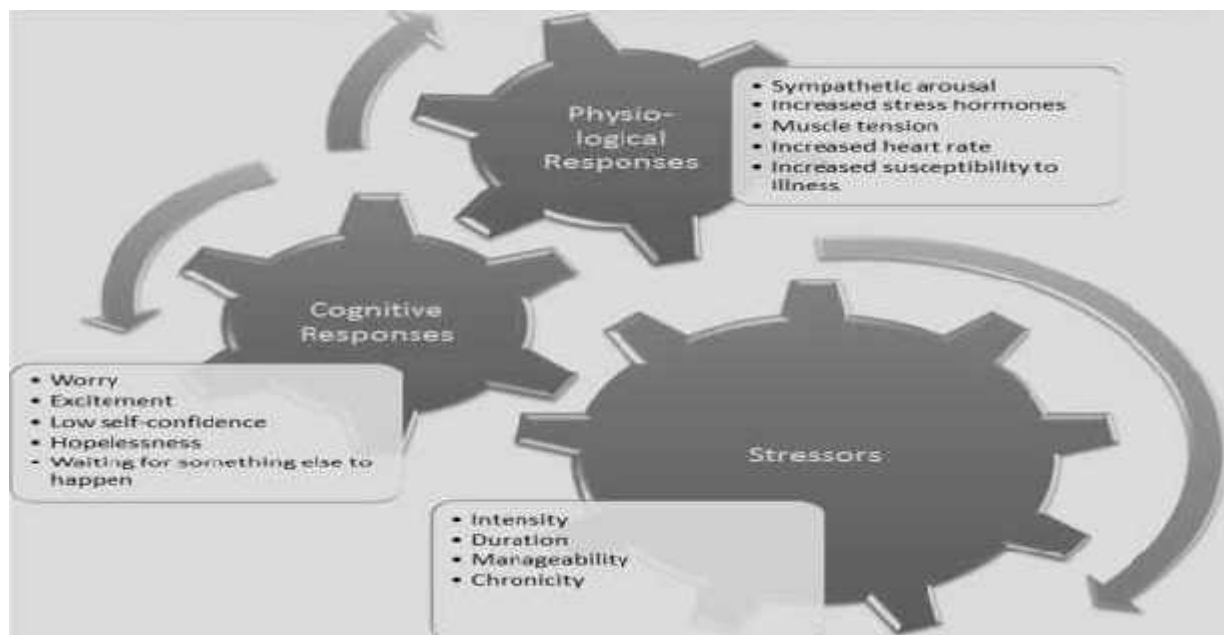 Physio-
logical
Responses
• Sympathetic arousal
• Increased stress hormones
• Muscle tension
• Increased heart rate
• Increased susceptibility to
illness.
Cognitive
Responses
• Worry
• Excitement
• Low self-confidence
• Hopelessness
• Waiting for something else to
happen
Stressors
• Intensity
• Duration
• Manageability
• Chronicity